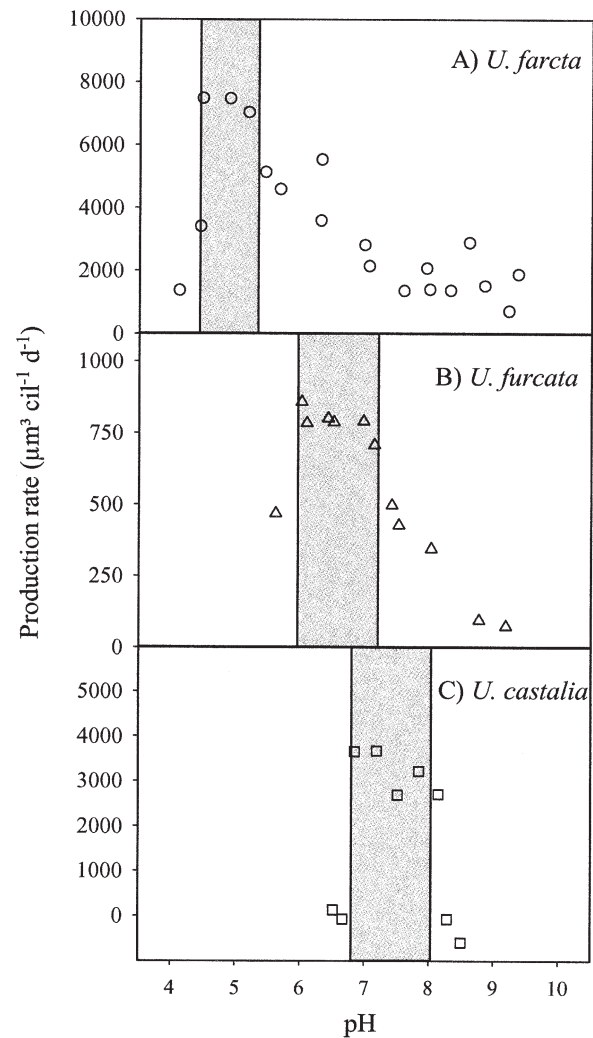 10000
8000
6000
4000
2000
0
A) U. farcta
1000
750
500
250
0
B) U. furcata
5000
4000
3000
2000
1000
0
C) U. castalia
Production rate (µm³ cil⁻¹ d⁻¹)
4 5 6 7 8 9 10
pH